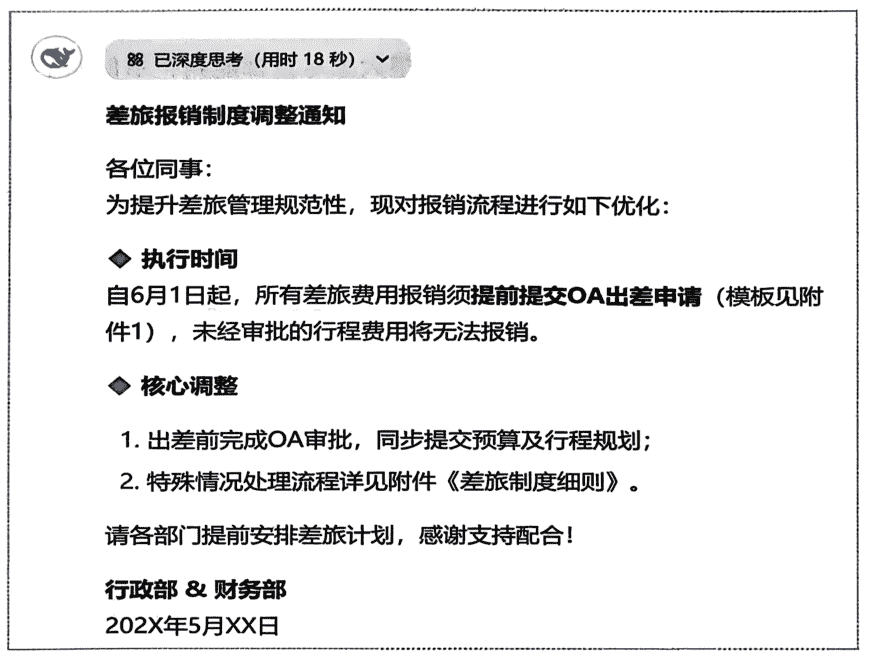 已深度思考（用时 18 秒）
差旅报销制度调整通知
各位同事：
为提升差旅管理规范性，现对报销流程进行如下优化：
执行时间
自6月1日起，所有差旅费用报销须提前提交OA出差申请（模板见附
件1），未经审批的行程费用将无法报销。
核心调整
1. 出差前完成OA审批，同步提交预算及行程规划；
2. 特殊情况处理流程详见附件《差旅制度细则》。
请各部门提前安排差旅计划，感谢支持配合！
行政部 & 财务部
202X年5月XX日